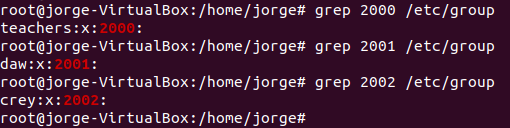 root@jorge-VirtualBox:/home/jorge# grep 2000 /etc/group
teachers:x:2000:
root@jorge-VirtualBox:/home/jorge# grep 2001 /etc/group
daw:x:2001:
root@jorge-VirtualBox:/home/jorge# grep 2002 /etc/group
crey:x:2002:
root@jorge-VirtualBox:/home/jorge#